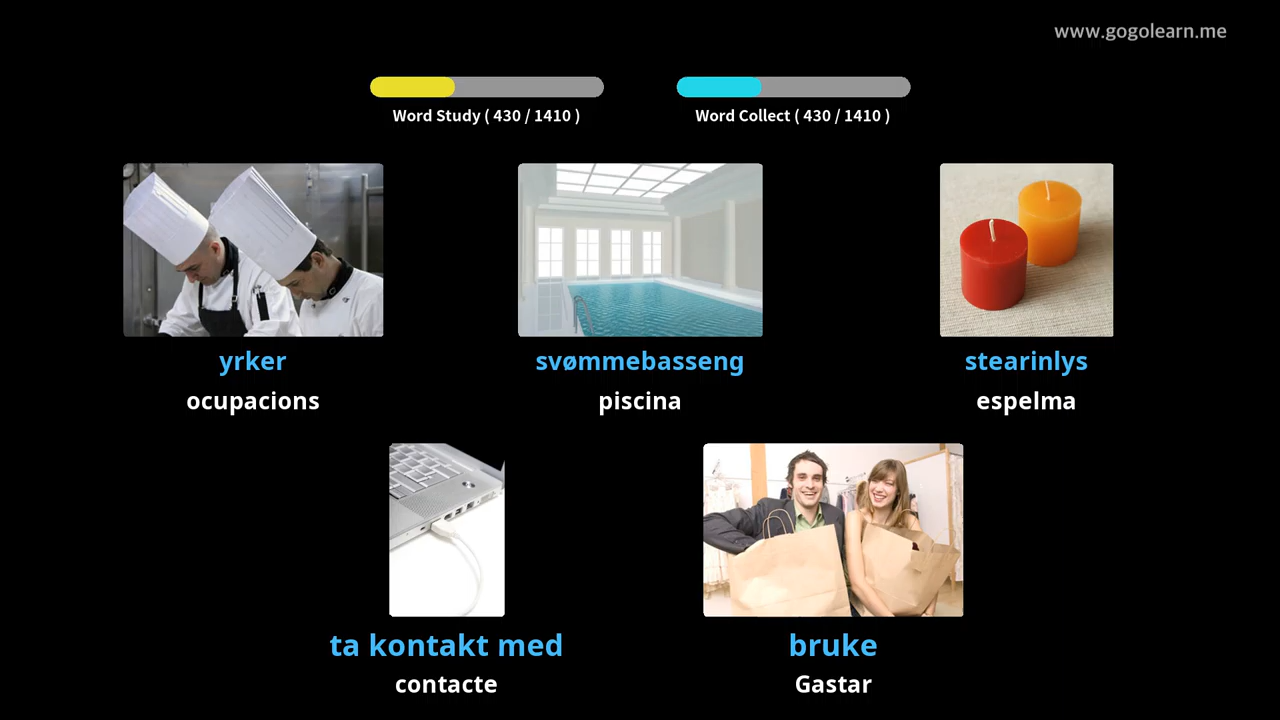 www.gogolearn.me
Word Study ( 430 / 1410 )
Word Collect ( 430 / 1410 )
yrker
svømmebasseng
stearinlys
ocupacions
piscina
espelma
ta kontakt med
bruke
contacte
Gastar